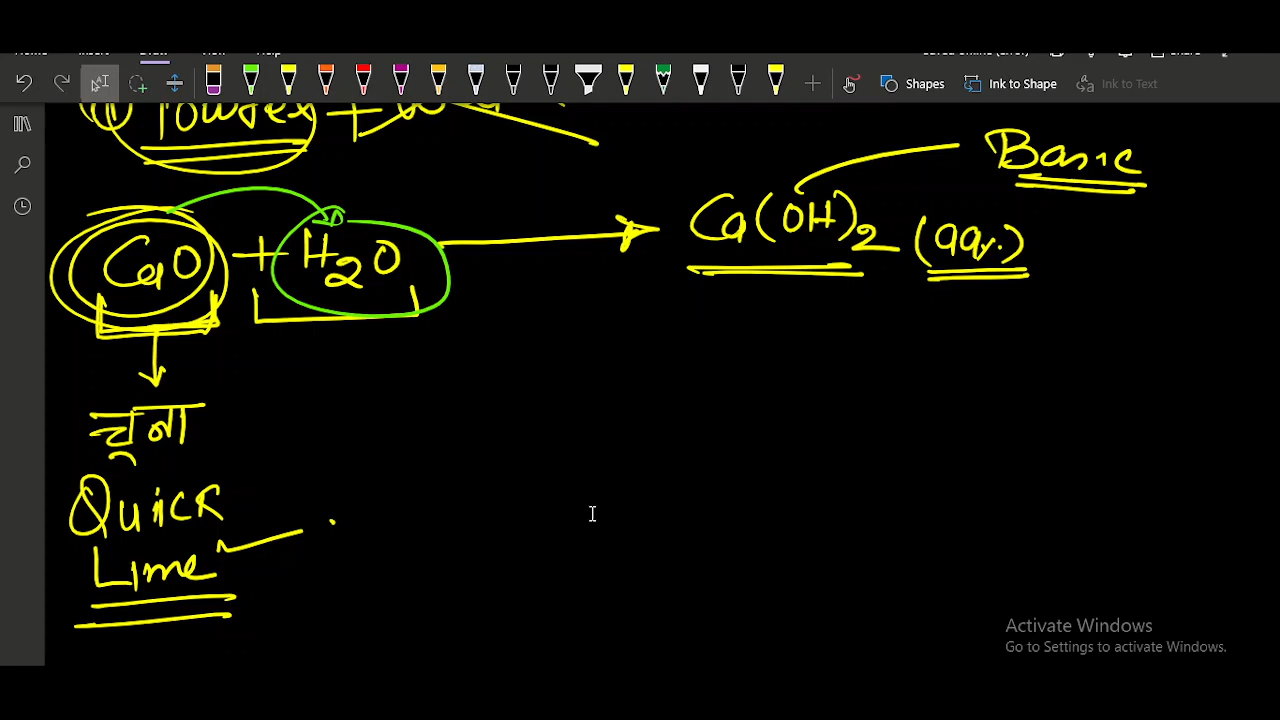 Shapes Ink to Shape Ink to Text
① Powder +
Basic
CaO + H2O → Ca(OH)2 (aq.)
चूना
Quick
Lime
Activate Windows
Go to Settings to activate Windows.